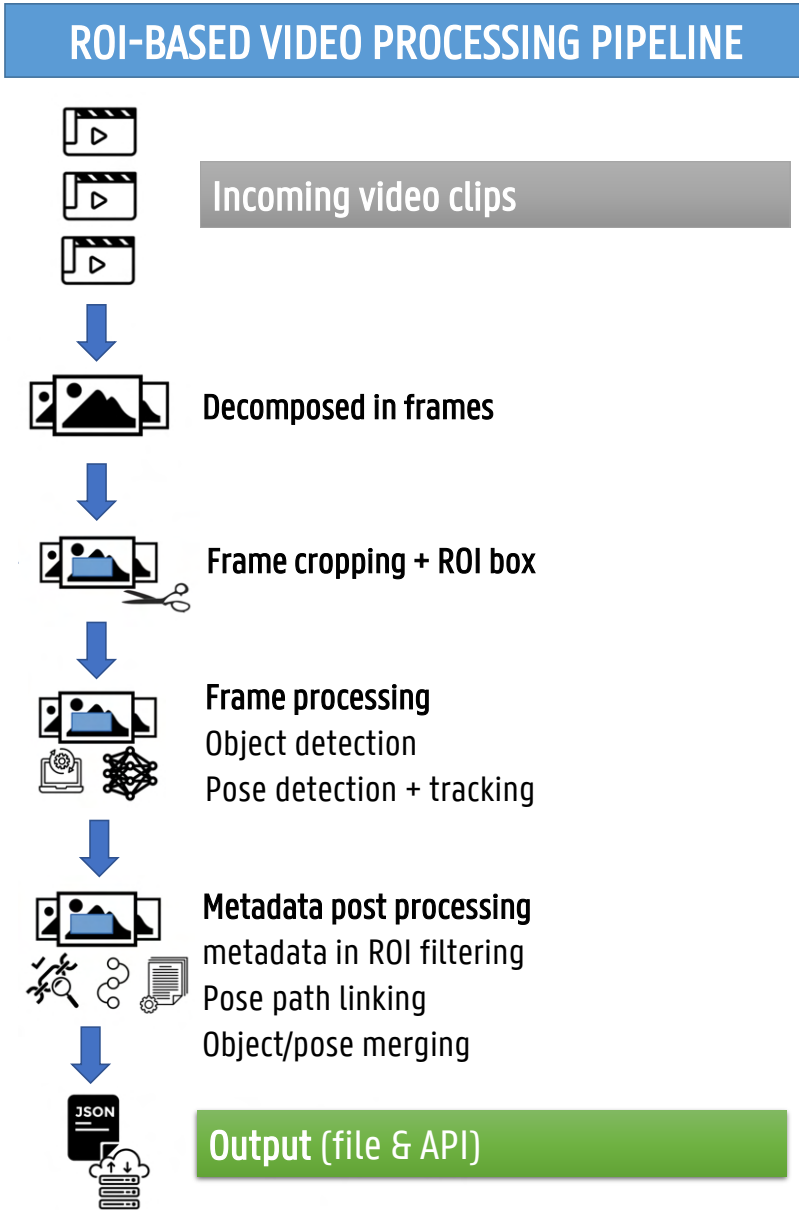 ROI-BASED VIDEO PROCESSING PIPELINE
Incoming video clips
Decomposed in frames
Frame cropping + ROI box
Frame processing
Object detection
Pose detection + tracking
Metadata post processing
metadata in ROI filtering
Pose path linking
Object/pose merging
JSON
Output (file & API)